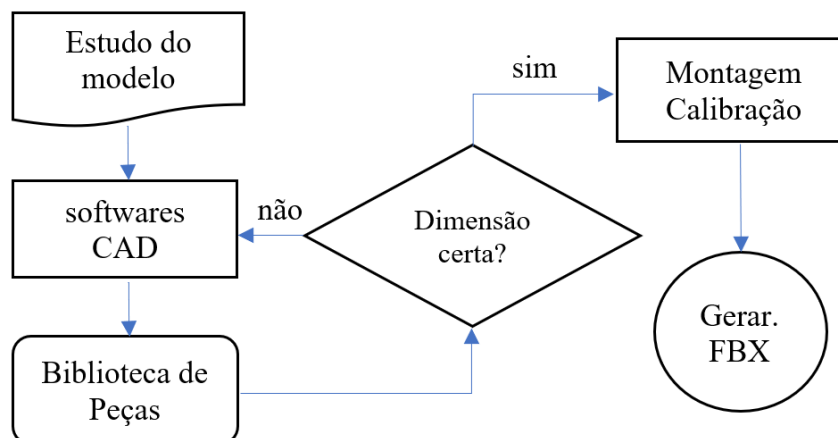 Estudo do
modelo
softwares
CAD
Biblioteca de
Peças
não
Dimensão
certa?
sim
Montagem
Calibração
Gerar.
FBX